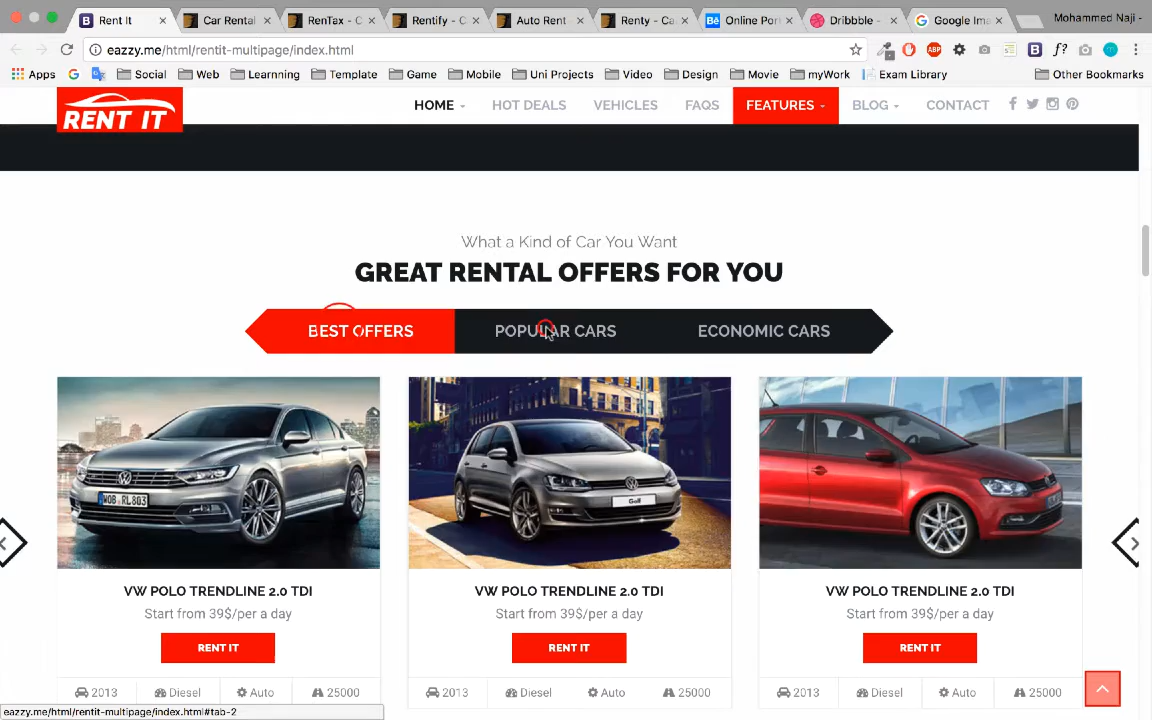 Rent It
Car Rental
RenTax - C
Rentify - C
Auto Rent
Renty - Ca
Online Por
Dribbble -
Google Ima
Mohammed Naji -
eazzy.me/html/rentit-multipage/index.html
ABP
f?
Apps
Social
Web
Learnning
Template
Game
Mobile
Uni Projects
Video
Design
Movie
myWork
Exam Library
Other Bookmarks
RENT IT
HOME
HOT DEALS
VEHICLES
FAQS
FEATURES
BLOG
CONTACT
What a Kind of Car You Want
GREAT RENTAL OFFERS FOR YOU
BEST OFFERS
POPULAR CARS
ECONOMIC CARS
WOB RL803
Golf
VW POLO TRENDLINE 2.0 TDI
Start from 39$/per a day
RENT IT
2013 Diesel Auto 25000
VW POLO TRENDLINE 2.0 TDI
Start from 39$/per a day
RENT IT
2013 Diesel Auto 25000
VW POLO TRENDLINE 2.0 TDI
Start from 39$/per a day
RENT IT
2013 Diesel Auto 25000
eazzy.me/html/rentit-multipage/index.html#tab-2